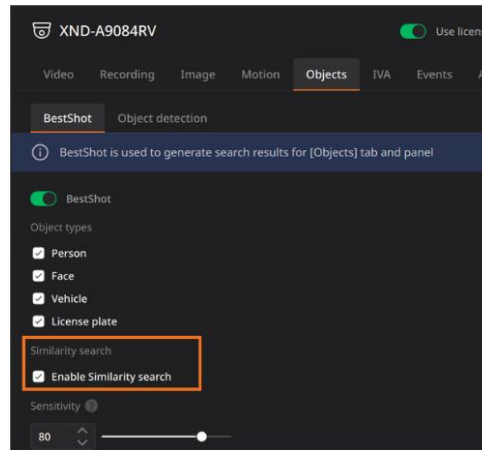 XND-A9084RV
Use licen
Video Recording Image Motion Objects IVA Events
BestShot Object detection
BestShot is used to generate search results for [Objects] tab and panel
BestShot
Object types
Person
Face
Vehicle
License plate
Similarity search
Enable Similarity search
Sensitivity
80